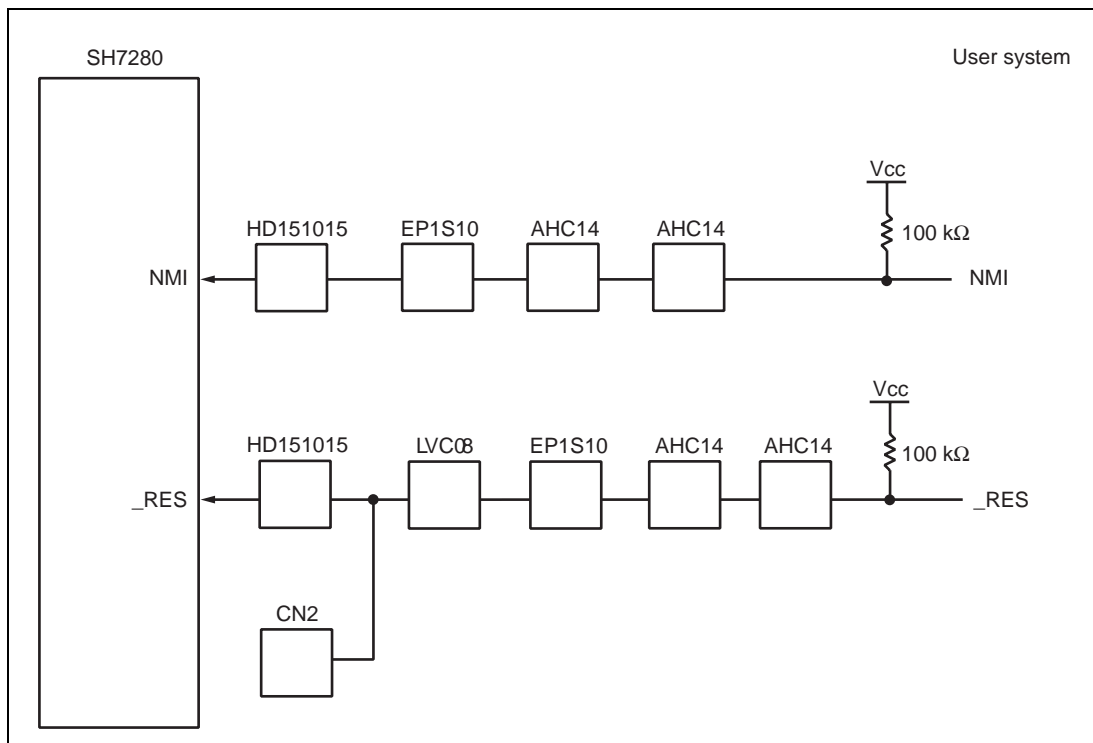 SH7280
User system
Vcc
100 kΩ
HD151015
EP1S10
AHC14
AHC14
NMI
NMI
Vcc
100 kΩ
HD151015
LVC08
EP1S10
AHC14
AHC14
_RES
_RES
CN2